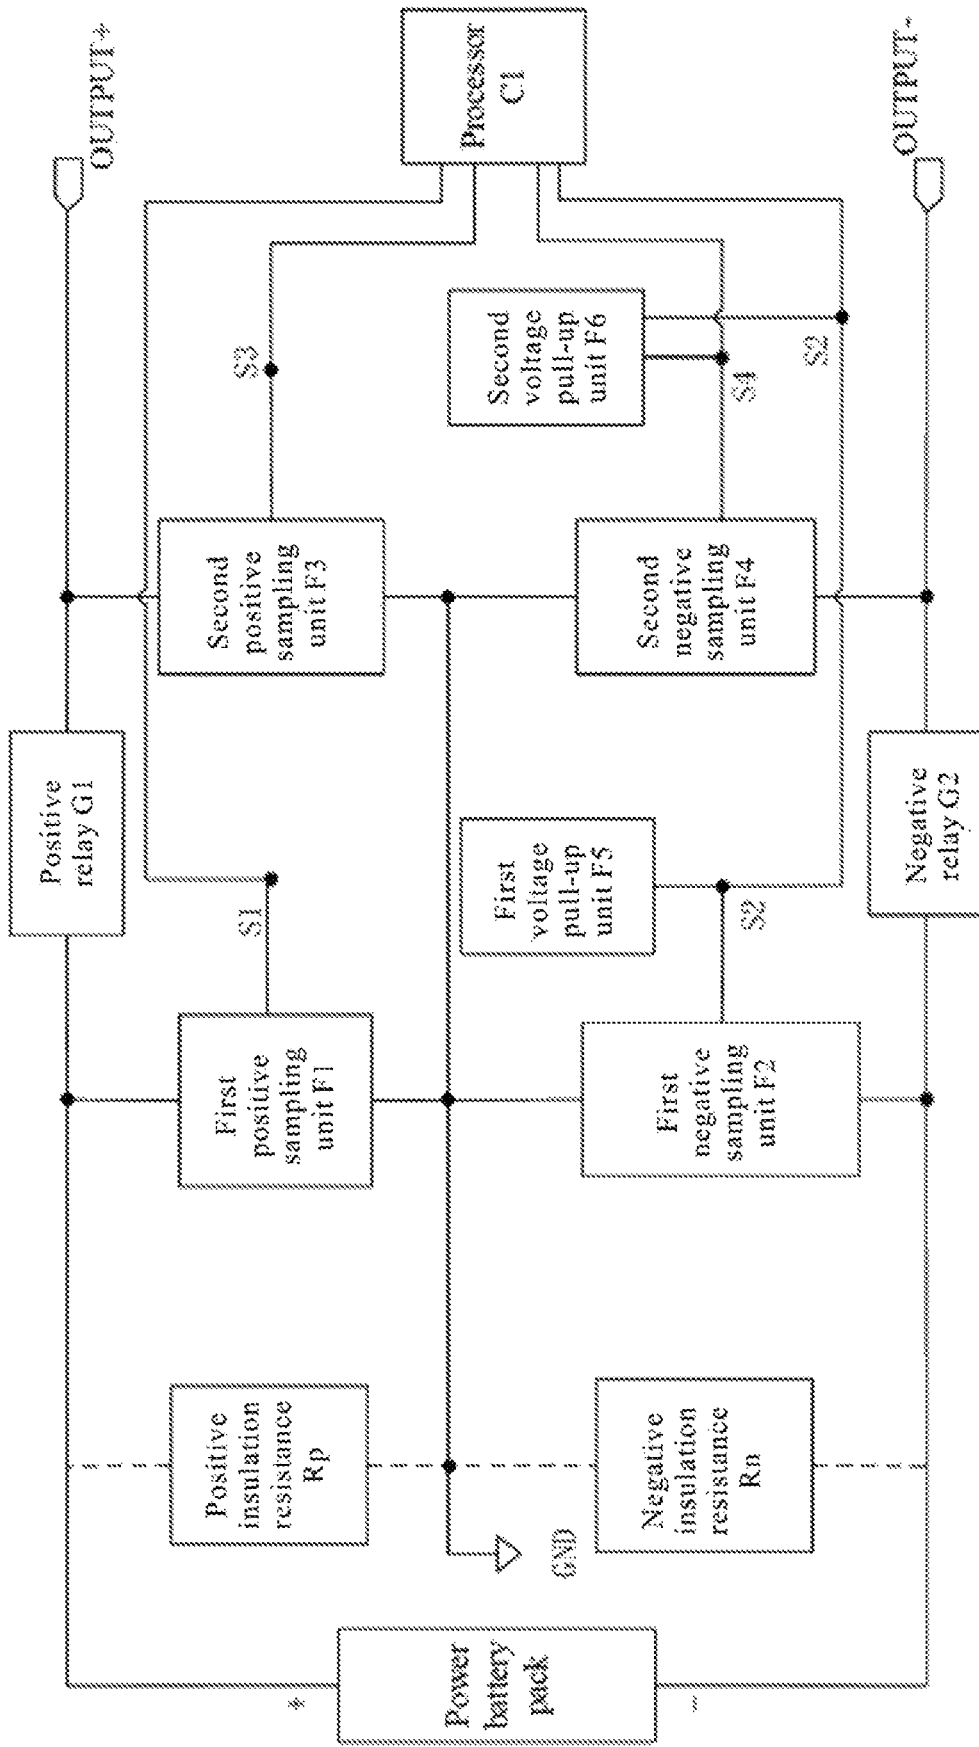 Power
battery
pack
+
-
GND
Positive
insulation
resistance
Rp
Negative
insulation
resistance
Rn
First
positive
sampling
unit F1
First
negative
sampling
unit F2
S1
S2
First
voltage
pull-up
unit F5
Positive
relay G1
Negative
relay G2
Second
positive
sampling
unit F3
Second
negative
sampling
unit F4
S3
S4
S2
Second
voltage
pull-up
unit F6
Processor
C1
OUTPUT+
OUTPUT-